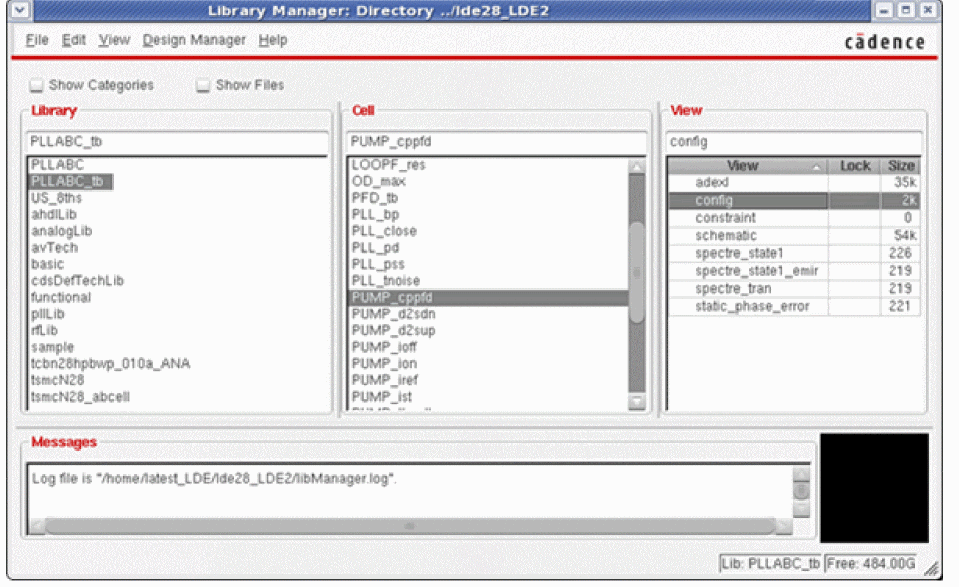 Library Manager: Directory ../lde28_LDE2
File Edit View Design Manager Help
cādence
Show Categories Show Files
Library
PLLABC_tb
PLLABC
PLLABC_tb
US_8ths
ahdlLib
analogLib
avTech
basic
cdsDefTechLib
functional
pllLib
rfLib
sample
tcbn28hpbwp_010a_ANA
tsmcN28
tsmcN28_abcell
Cell
PUMP_cppfd
LOOPF_res
OD_max
PFD_tb
PLL_bp
PLL_close
PLL_pd
PLL_pss
PLL_tnoise
PUMP_cppfd
PUMP_d2sdn
PUMP_d2sup
PUMP_ioff
PUMP_ion
PUMP_iref
PUMP_ist
View
config
View Lock Size
adexl 35k
config 2k
constraint 0
schematic 54k
spectre_state1 226
spectre_state1_emir 219
spectre_tran 219
static_phase_error 221
Messages
Log file is "/home/latest_LDE/lde28_LDE2/libManager.log".
Lib: PLLABC_tb Free: 484.00G